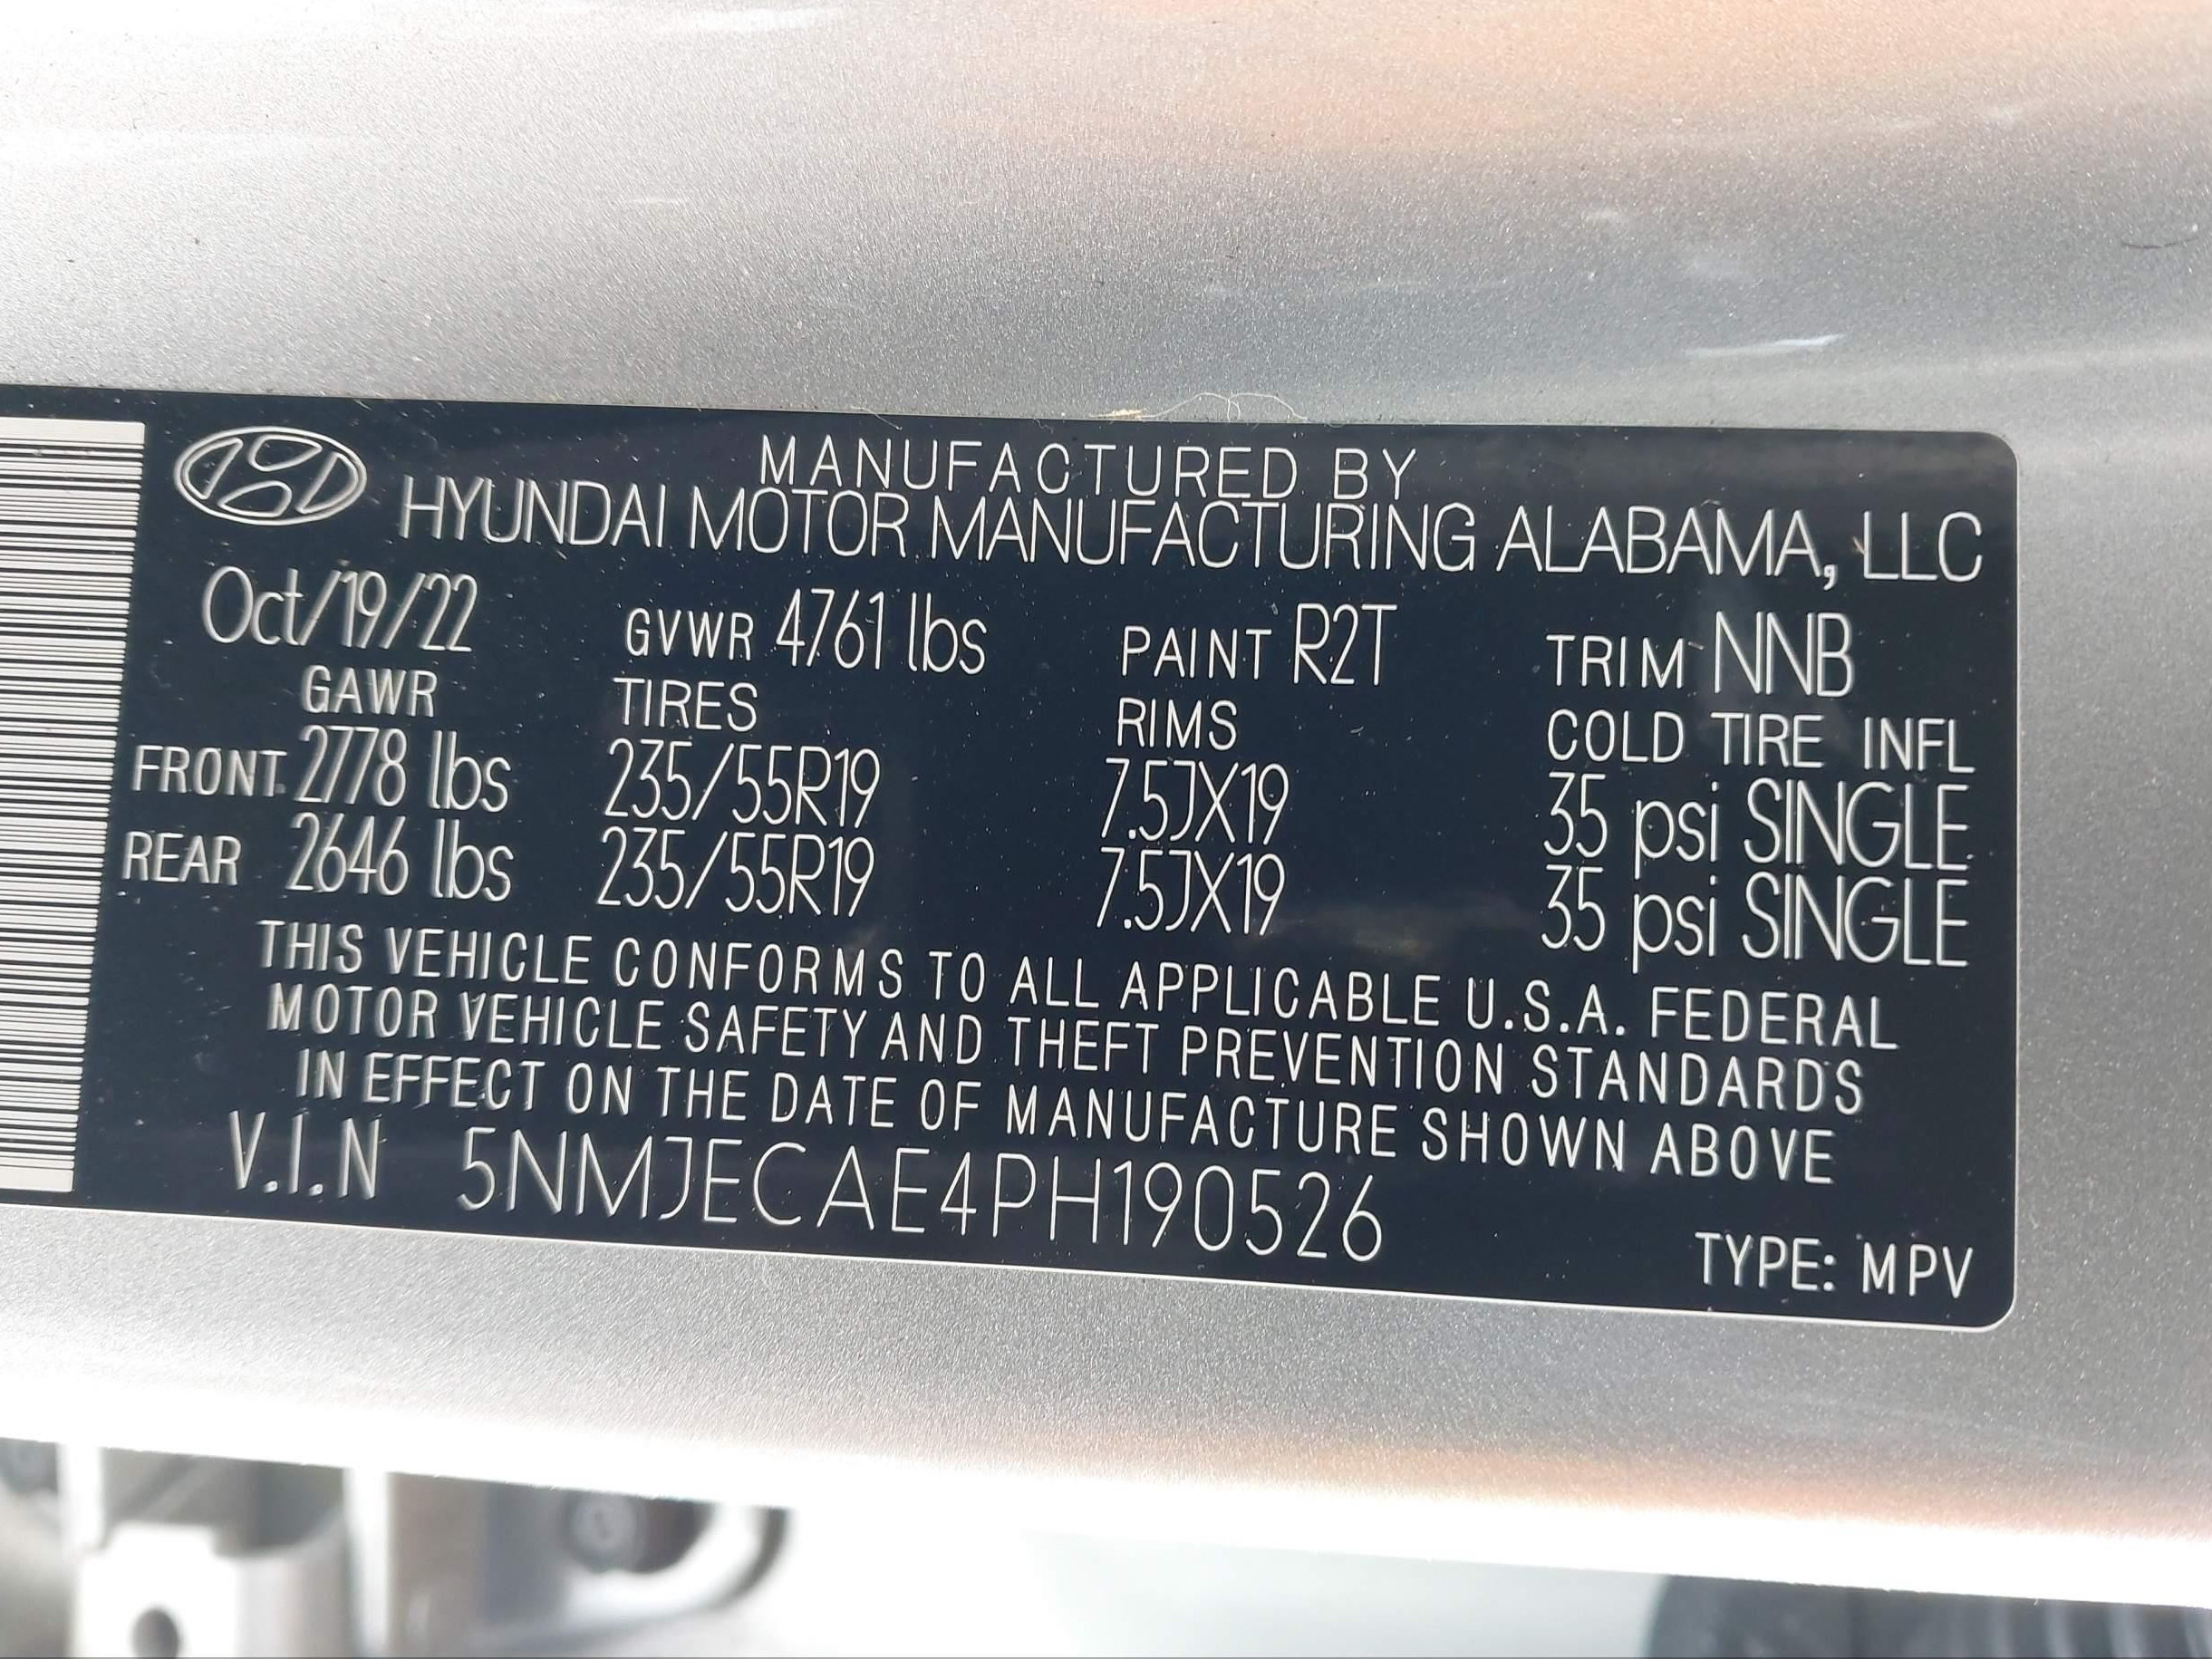 MANUFACTURED BY
HYUNDAI MOTOR MANUFACTURING ALABAMA, LLC
Oct/19/22 GVWR 4761 lbs PAINT R2T TRIM NNB
GAWR TIRES RIMS COLD TIRE INFL
FRONT 2778 lbs 235/55R19 7.5JX19 35 psi SINGLE
REAR 2646 lbs 235/55R19 7.5JX19 35 psi SINGLE
THIS VEHICLE CONFORMS TO ALL APPLICABLE U.S.A. FEDERAL
MOTOR VEHICLE SAFETY AND THEFT PREVENTION STANDARDS
IN EFFECT ON THE DATE OF MANUFACTURE SHOWN ABOVE
V.I.N 5NMJECAE4PH190526
TYPE: MPV